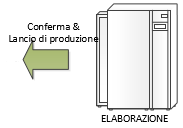 Conferma &
Lancio di produzione
ELABORAZIONE